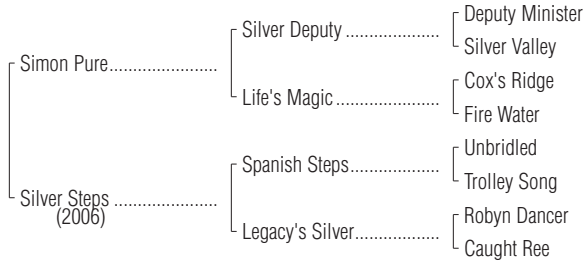 Deputy Minister
Silver Deputy ....................
Silver Valley
Simon Pure.......................
Cox's Ridge
Life's Magic ......................
Fire Water
Unbridled
Spanish Steps...................
Trolley Song
Silver Steps ......................
(2006)
Robyn Dancer
Legacy's Silver..................
Caught Ree